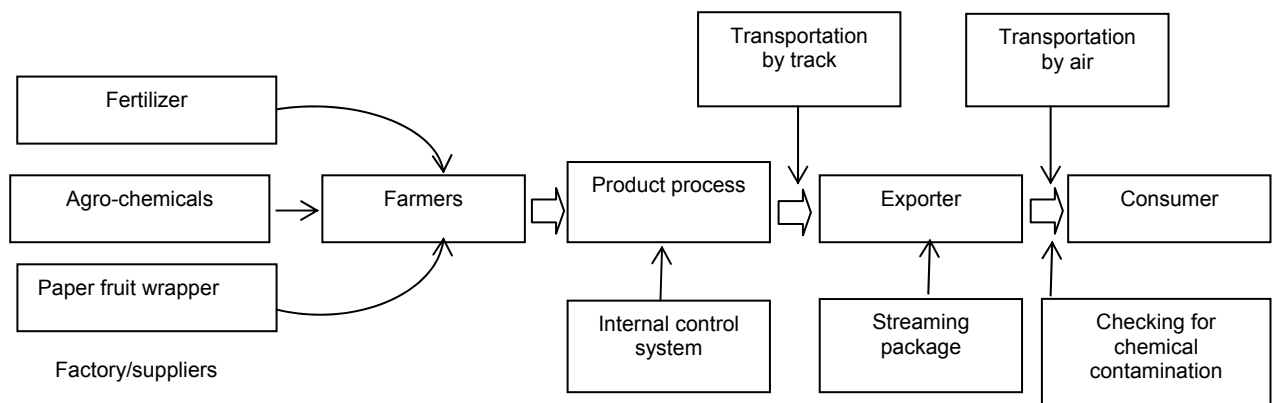 Transportation
by track
Transportation
by air
Fertilizer
Agro-chemicals
Farmers
Product process
Exporter
Consumer
Paper fruit wrapper
Internal control
system
Streaming
package
Checking for
chemical
contamination
Factory/suppliers